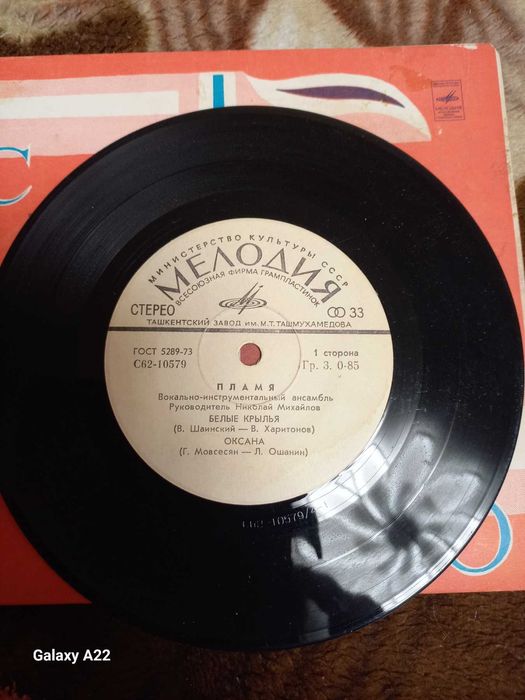 МЕЛОДИЯ
С
МИНИСТЕРСТВО КУЛЬТУРЫ СССР
МЕЛОДИЯ
ВСЕСОЮЗНАЯ ФИРМА ГРАМПЛАСТИНОК
СТЕРЕО 33
ТАШКЕНТСКИЙ ЗАВОД ИМ. М.Т. ТАШМУХАМЕДОВА
ГОСТ 5289-73 1 сторона
С62-10579 Гр. 3. 0-85
ПЛАМЯ
Вокально-инструментальный ансамбль
Руководитель Николай Михайлов
БЕЛЫЕ КРЫЛЬЯ
(В. Шаинский — В. Харитонов)
ОКСАНА
(Г. Мовсесян — Л. Ошанин)
О
Galaxy A22